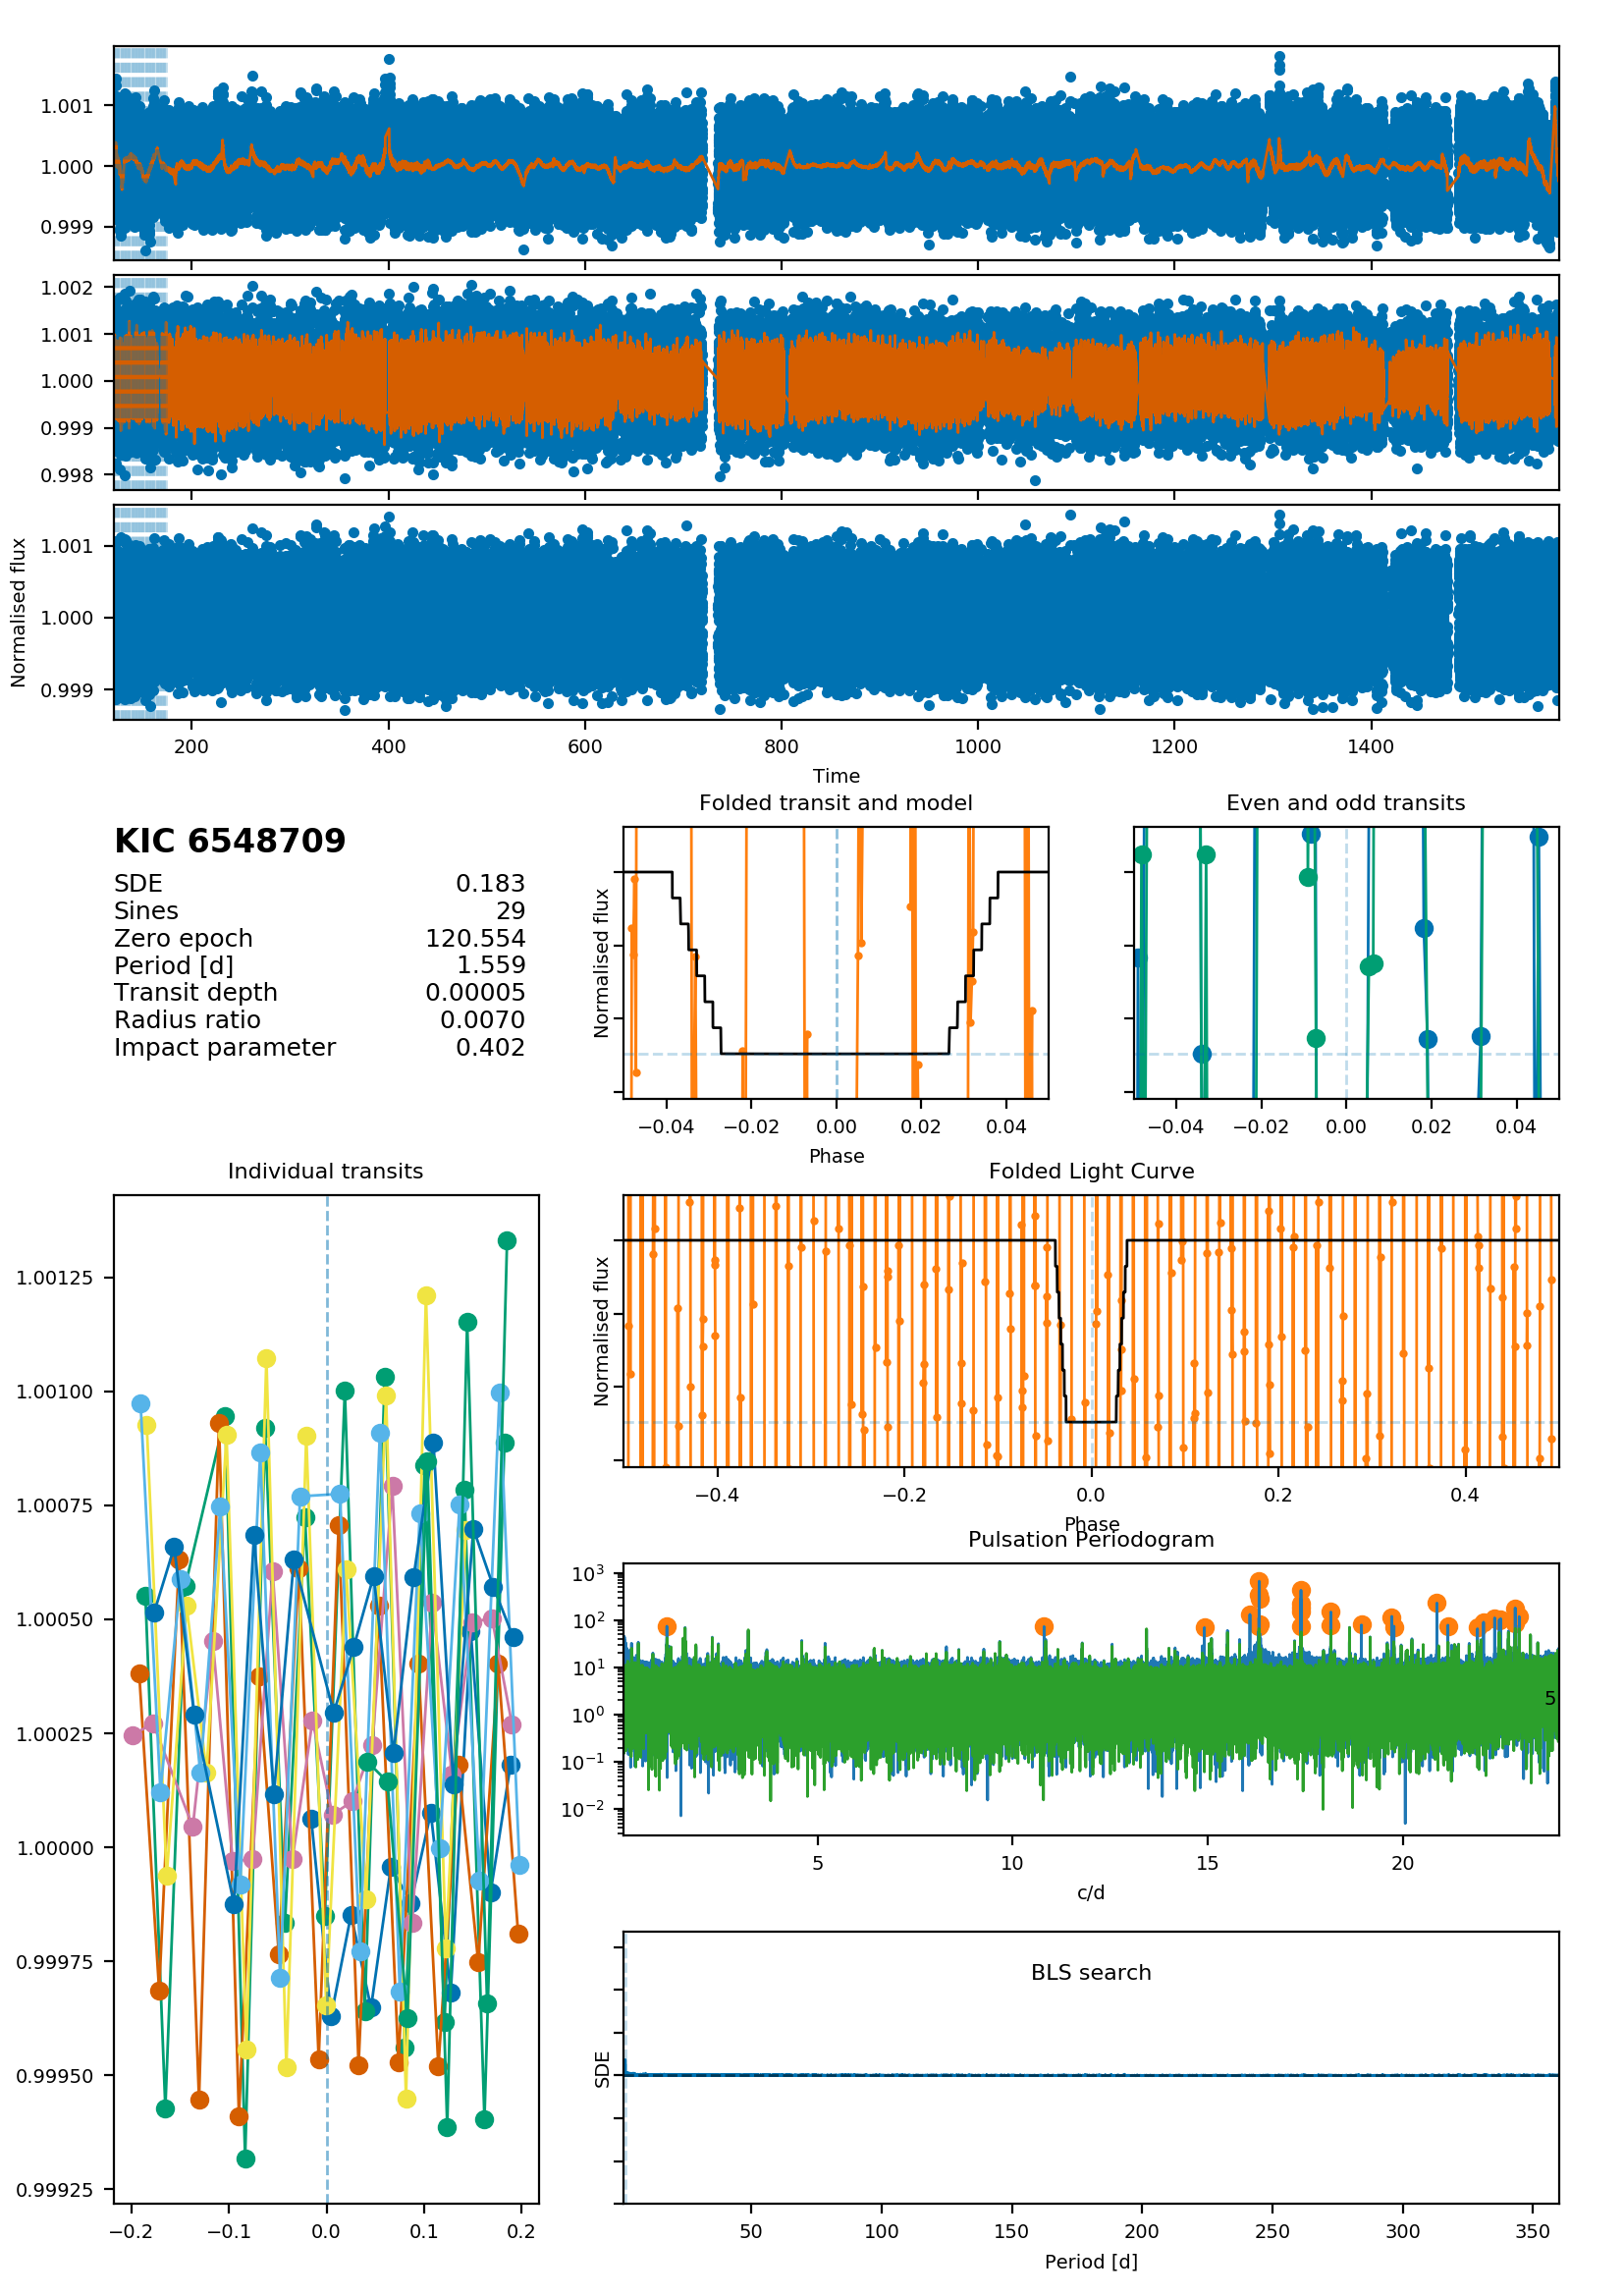 1.001
1.000
0.999
1.002
1.001
1.000
0.999
0.998
1.001
1.000
0.999
Normalised flux
200 400 600 800 1000 1200 1400
Time
KIC 6548709
SDE 0.183
Sines 29
Zero epoch 120.554
Period [d] 1.559
Transit depth 0.00005
Radius ratio 0.0070
Impact parameter 0.402
Folded transit and model
Normalised flux
−0.04 −0.02 0.00 0.02 0.04
Phase
Even and odd transits
−0.04 −0.02 0.00 0.02 0.04
Individual transits
1.00125
1.00100
1.00075
1.00050
1.00025
1.00000
0.99975
0.99950
0.99925
−0.2 −0.1 0.0 0.1 0.2
Folded Light Curve
Normalised flux
−0.4 −0.2 0.0 0.2 0.4
Phase
Pulsation Periodogram
10³
10²
10¹
10⁰
10⁻¹
10⁻²
5
5 10 15 20
c/d
BLS search
SDE
50 100 150 200 250 300 350
Period [d]